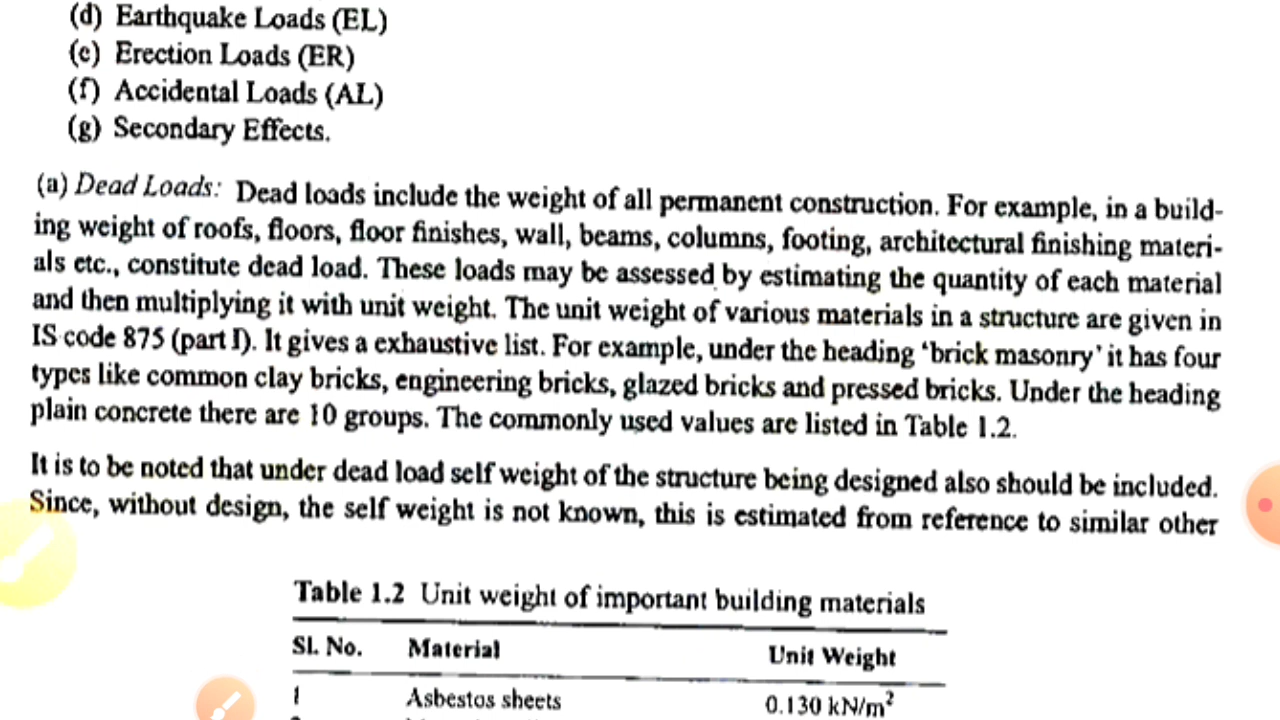 (d) Earthquake Loads (EL)
(e) Erection Loads (ER)
(f) Accidental Loads (AL)
(g) Secondary Effects.
(a) Dead Loads: Dead loads include the weight of all permanent construction. For example, in a build-
ing weight of roofs, floors, floor finishes, wall, beams, columns, footing, architectural finishing materi-
als etc., constitute dead load. These loads may be assessed by estimating the quantity of each material
and then multiplying it with unit weight. The unit weight of various materials in a structure are given in
IS code 875 (part I). It gives a exhaustive list. For example, under the heading ‘brick masonry’ it has four
types like common clay bricks, engineering bricks, glazed bricks and pressed bricks. Under the heading
plain concrete there are 10 groups. The commonly used values are listed in Table 1.2.
It is to be noted that under dead load self weight of the structure being designed also should be included.
Since, without design, the self weight is not known, this is estimated from reference to similar other
Table 1.2 Unit weight of important building materials
Sl. No. Material Unit Weight
1 Asbestos sheets 0.130 kN/m²